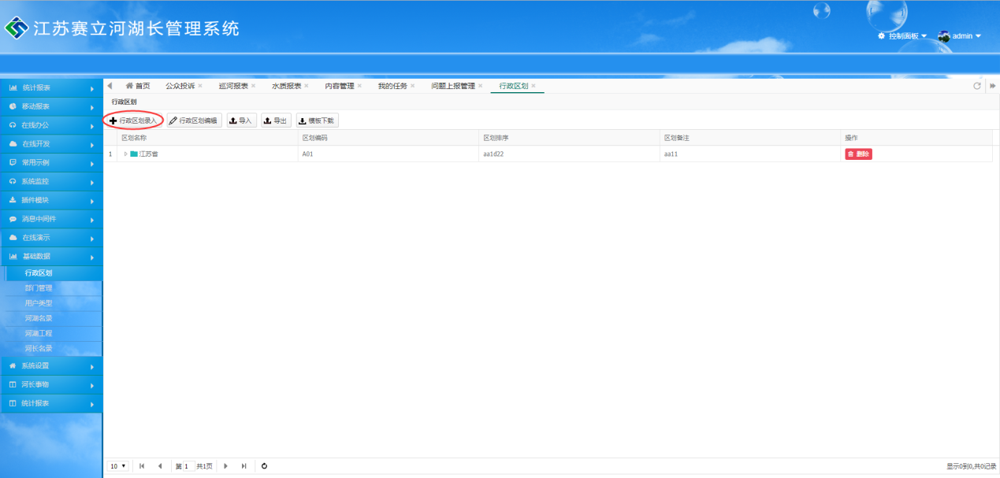 江苏赛立河湖长管理系统
控制面板 admin
统计报表
移动报表
在线办公
在线开发
常用示例
系统监控
插件模块
消息中间件
在线演示
基础数据
行政区划
部门管理
用户类型
河湖名录
河湖工程
河长名录
系统设置
河长事物
统计报表
首页 公众投诉 × 巡河报表 × 水质报表 × 内容管理 × 我的任务 × 问题上报管理 × 行政区划 ×
行政区划
行政区划录入 行政区划编辑 导入 导出 模板下载
区划名称 区划编码 区划排序 区划备注 操作
1 江苏省 A01 aa1d22 aa11 删除
10 第 1 共1页 显示0到0,共0记录